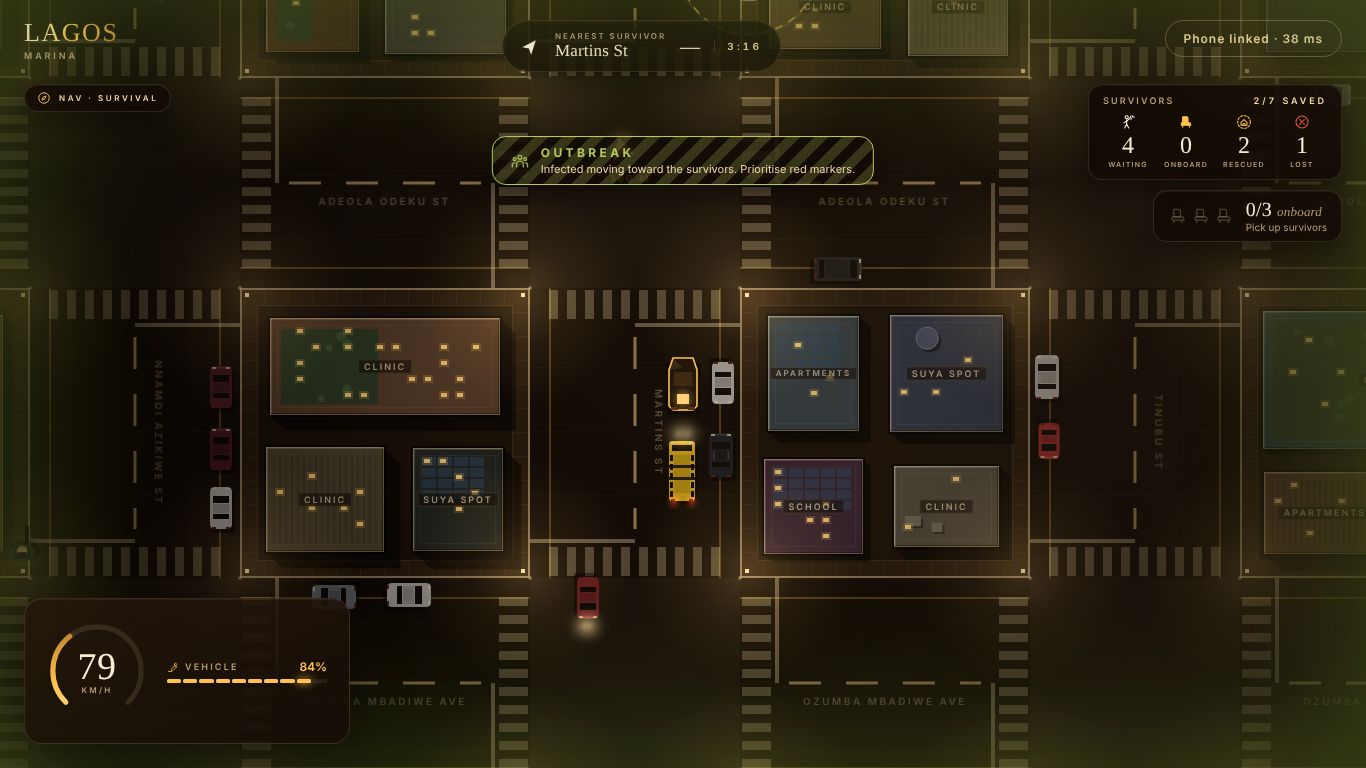 LAGOS
MARINA
NAV · SURVIVAL
NEAREST SURVIVOR
Martins St
—
3:16
Phone linked · 38 ms
SURVIVORS
2/7 SAVED
4
0
2
1
WAITING
ONBOARD
RESCUED
LOST
0/3 onboard
Pick up survivors
OUTBREAK
Infected moving toward the survivors. Prioritise red markers.
CLINIC
CLINIC
ADEOLA ODEKU ST
ADEOLA ODEKU ST
CLINIC
APARTMENTS
SUYA SPOT
NNAMDI AZIKIWE ST
MARTINS ST
TINUBU ST
CLINIC
SUYA SPOT
SCHOOL
CLINIC
APARTMENTS
79
KM/H
VEHICLE
84%
MBADIWE AVE
OZUMBA MBADIWE AVE
OZUMBA